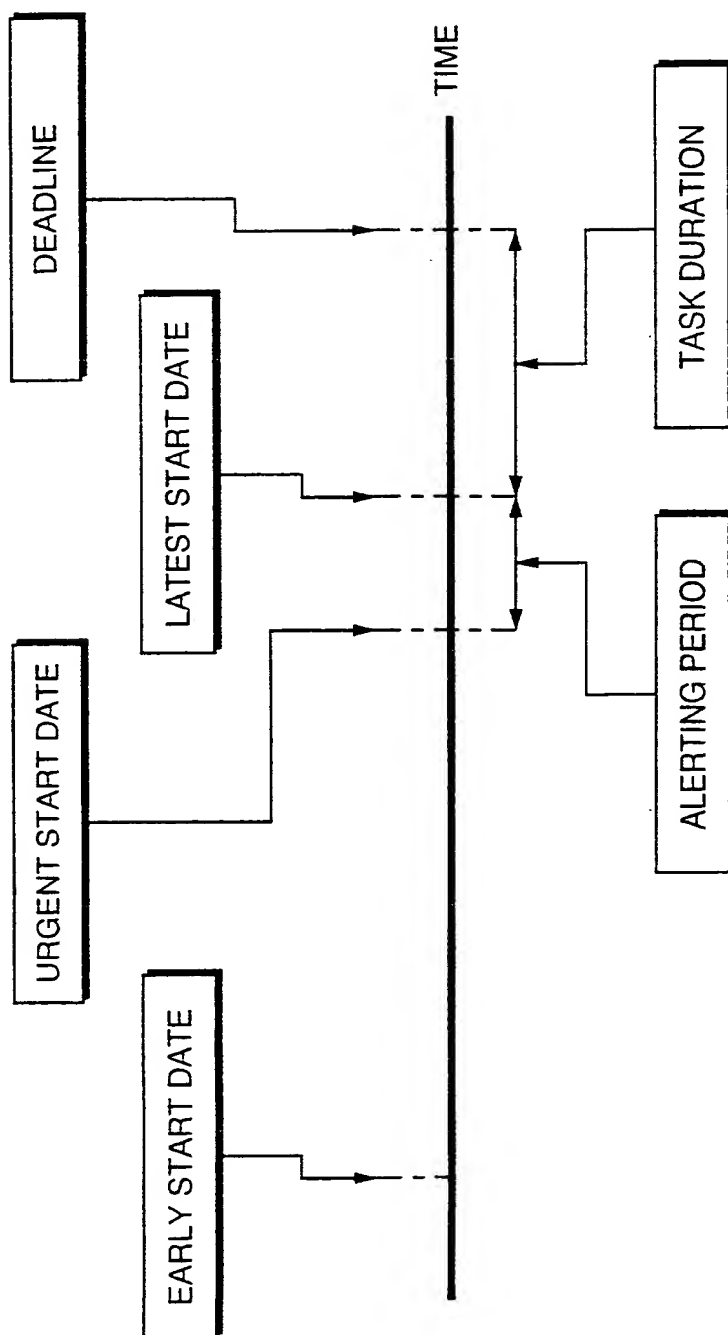 EARLY START DATE
URGENT START DATE
LATEST START DATE
DEADLINE
TIME
ALERTING PERIOD
TASK DURATION